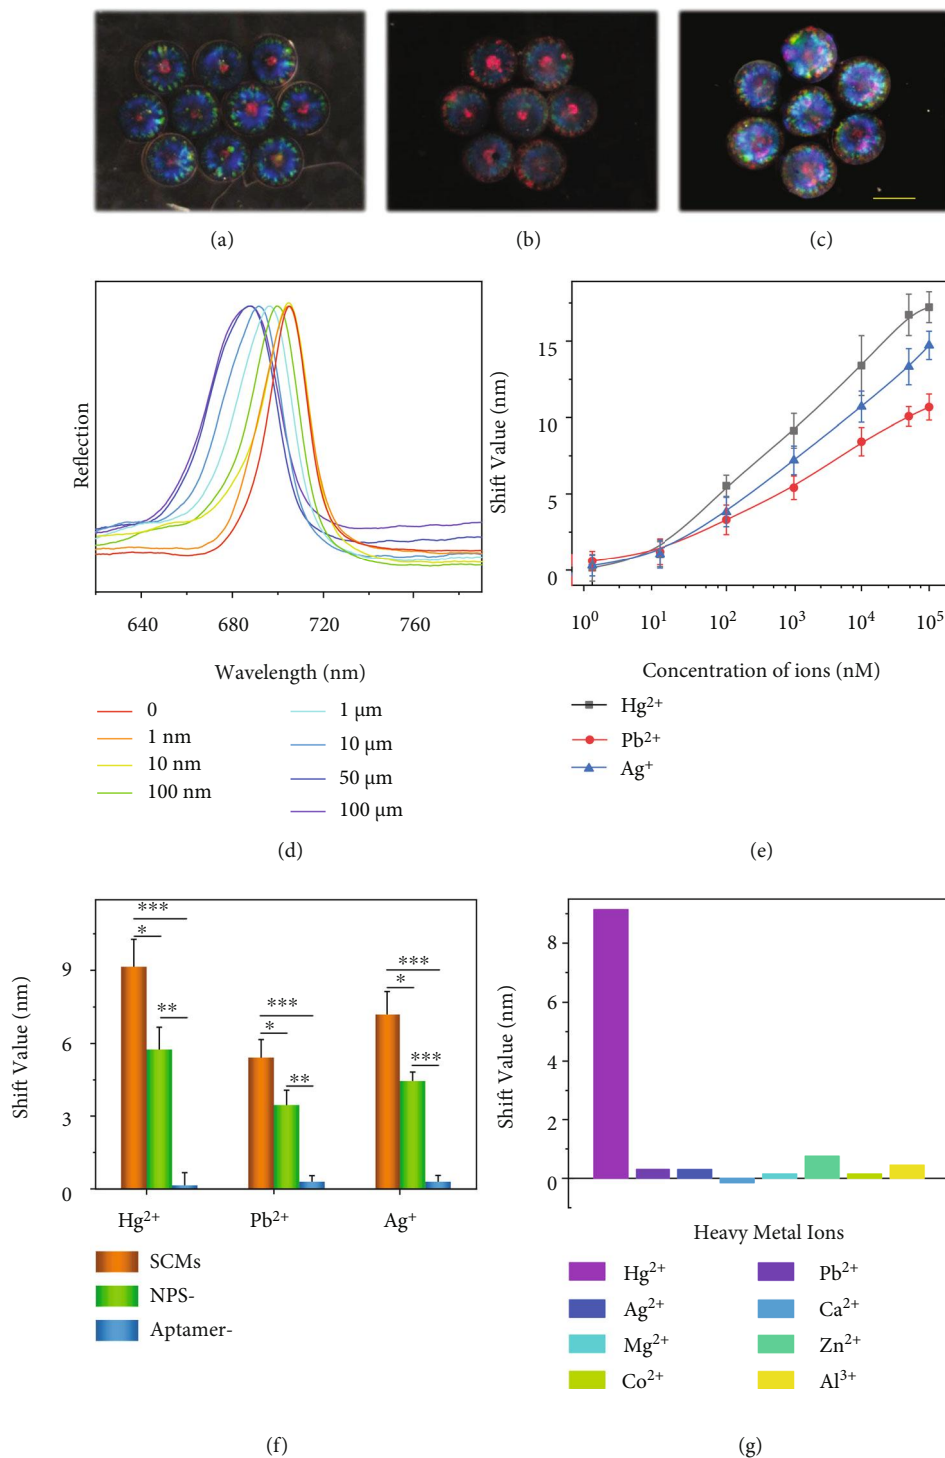 (a)
(b)
(c)
Reflection
640
680
720
760
Wavelength (nm)
0
1 nm
10 nm
100 nm
1 μm
10 μm
50 μm
100 μm
(d)
Shift Value (nm)
15
10
5
0
10⁰
10¹
10²
10³
10⁴
10⁵
Concentration of ions (nM)
Hg²⁺
Pb²⁺
Ag⁺
(e)
Shift Value (nm)
9
6
3
0
***
*
**
***
*
**
***
*
***
Hg²⁺
Pb²⁺
Ag⁺
SCMs
NPS-
Aptamer-
(f)
Shift Value (nm)
8
6
4
2
0
Heavy Metal Ions
Hg²⁺
Pb²⁺
Ag²⁺
Ca²⁺
Mg²⁺
Zn²⁺
Co²⁺
Al³⁺
(g)